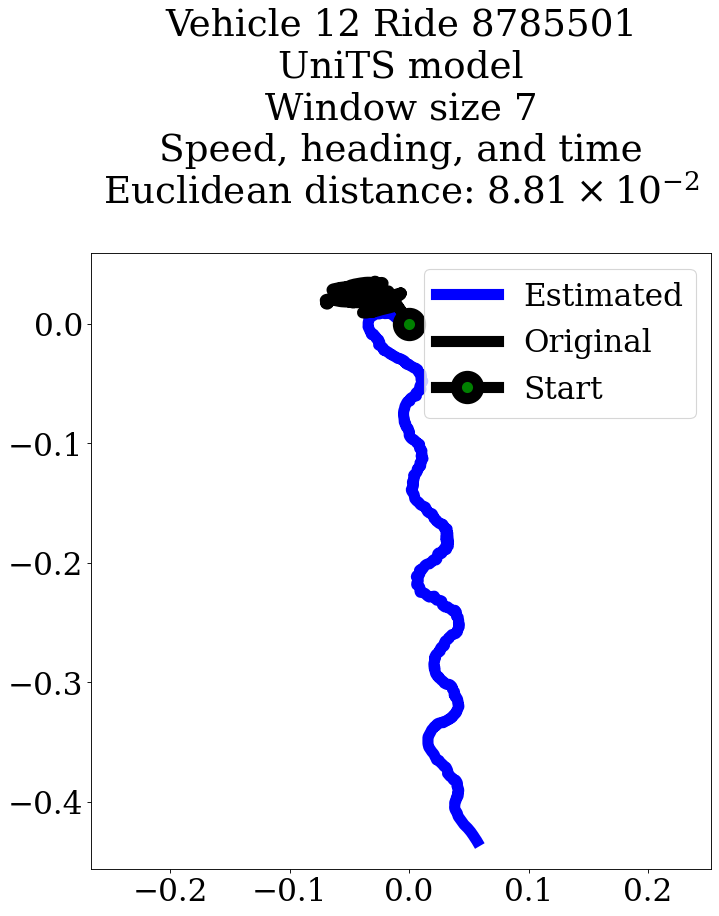 Vehicle 12 Ride 8785501
UniTS model
Window size 7
Speed, heading, and time
Euclidean distance: 8.81 × 10⁻²
Estimated
Original
Start
0.0
−0.1
−0.2
−0.3
−0.4
−0.2
−0.1
0.0
0.1
0.2